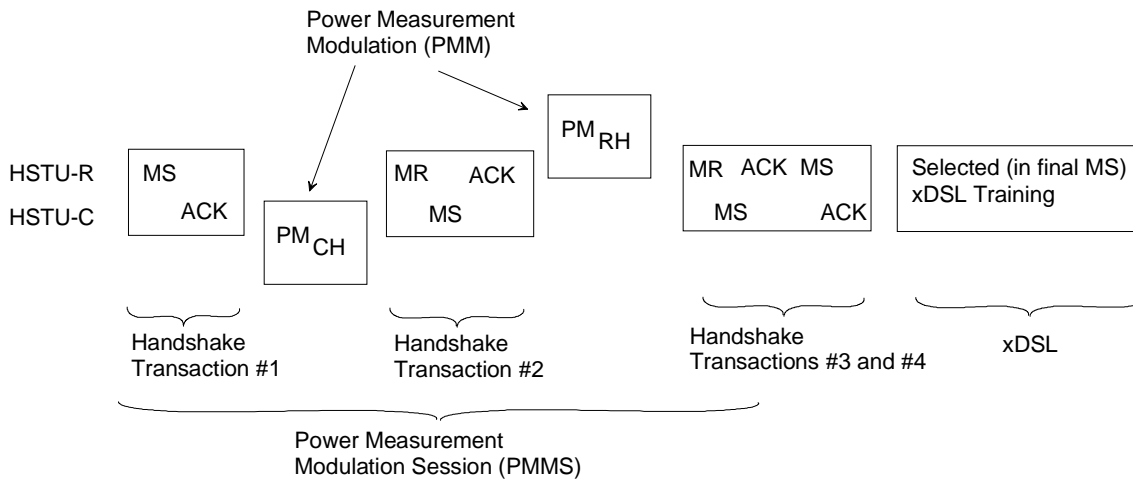 Power Measurement
Modulation (PMM)
PM RH
HSTU-R
MS
MR ACK
MR ACK MS
Selected (in final MS)
xDSL Training
HSTU-C
ACK
PM CH
MS
MS ACK
Handshake
Transaction #1
Handshake
Transaction #2
Handshake
Transactions #3 and #4
xDSL
Power Measurement
Modulation Session (PMMS)